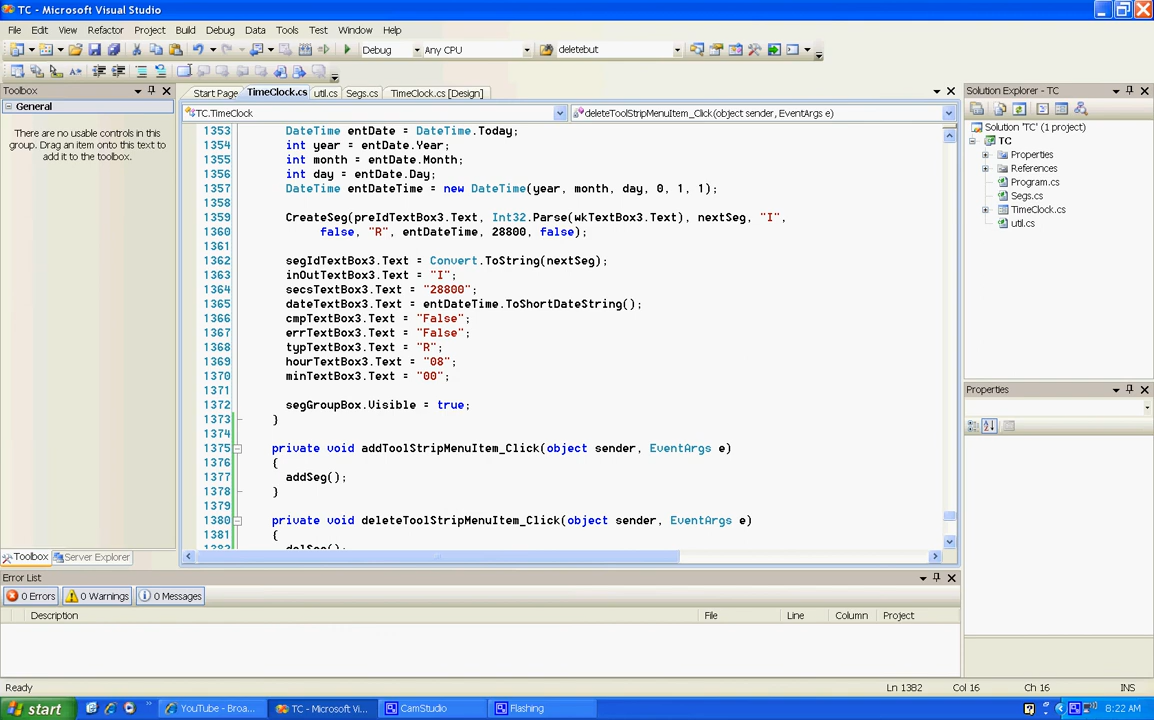 TC - Microsoft Visual Studio
File Edit View Refactor Project Build Debug Data Tools Test Window Help
Debug Any CPU deletebut
Toolbox
General
There are no usable controls in this
group. Drag an item onto this text to
add it to the toolbox.
Toolbox Server Explorer
Start Page TimeClock.cs util.cs Segs.cs TimeClock.cs [Design]
TC.TimeClock deleteToolStripMenuItem_Click(object sender, EventArgs e)
1353 DateTime entDate = DateTime.Today;
1354 int year = entDate.Year;
1355 int month = entDate.Month;
1356 int day = entDate.Day;
1357 DateTime entDateTime = new DateTime(year, month, day, 0, 1, 1);
1358
1359 CreateSeg(preIdTextBox3.Text, Int32.Parse(wkTextBox3.Text), nextSeg, "I",
1360 false, "R", entDateTime, 28800, false);
1361
1362 segIdTextBox3.Text = Convert.ToString(nextSeg);
1363 inOutTextBox3.Text = "I";
1364 secsTextBox3.Text = "28800";
1365 dateTextBox3.Text = entDateTime.ToShortDateString();
1366 cmpTextBox3.Text = "False";
1367 errTextBox3.Text = "False";
1368 typTextBox3.Text = "R";
1369 hourTextBox3.Text = "08";
1370 minTextBox3.Text = "00";
1371
1372 segGroupBox.Visible = true;
1373 }
1374
1375 private void addToolStripMenuItem_Click(object sender, EventArgs e)
1376 {
1377 addSeg();
1378 }
1379
1380 private void deleteToolStripMenuItem_Click(object sender, EventArgs e)
1381 {
1382 delSeg();
Solution Explorer - TC
Solution 'TC' (1 project)
TC
Properties
References
Program.cs
Segs.cs
TimeClock.cs
util.cs
Properties
Error List
0 Errors 0 Warnings 0 Messages
Description File Line Column Project
Ready Ln 1382 Col 16 Ch 16 INS
start YouTube - Broa... TC - Microsoft Vi... CamStudio Flashing 8:22 AM